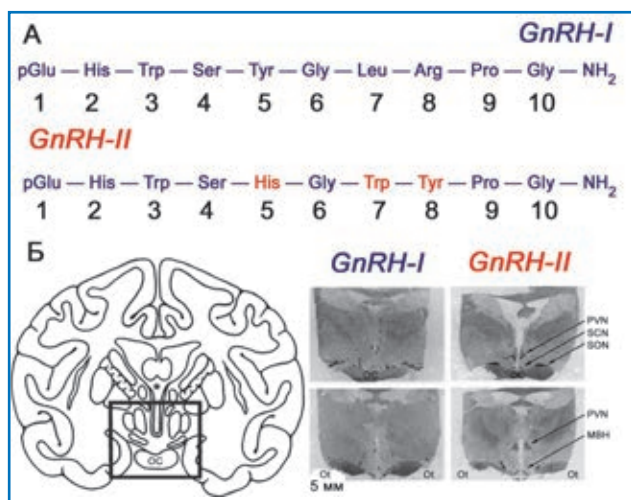 А
GnRH-I
pGlu — His — Trp — Ser — Tyr — Gly — Leu — Arg — Pro — Gly — NH2
1 2 3 4 5 6 7 8 9 10
GnRH-II
pGlu — His — Trp — Ser — His — Gly — Trp — Tyr — Pro — Gly — NH2
1 2 3 4 5 6 7 8 9 10
Б
GnRH-I GnRH-II
PVN
SCN
SON
PVN
MBH
OC
Ot Ot Ot Ot
5 мм